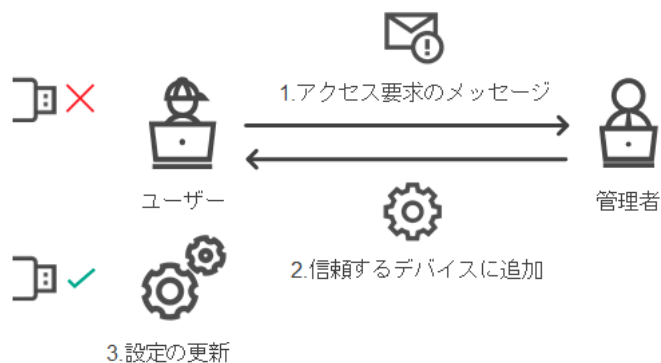 1.アクセス要求のメッセージ
ユーザー
管理者
2.信頼するデバイスに追加
3.設定の更新